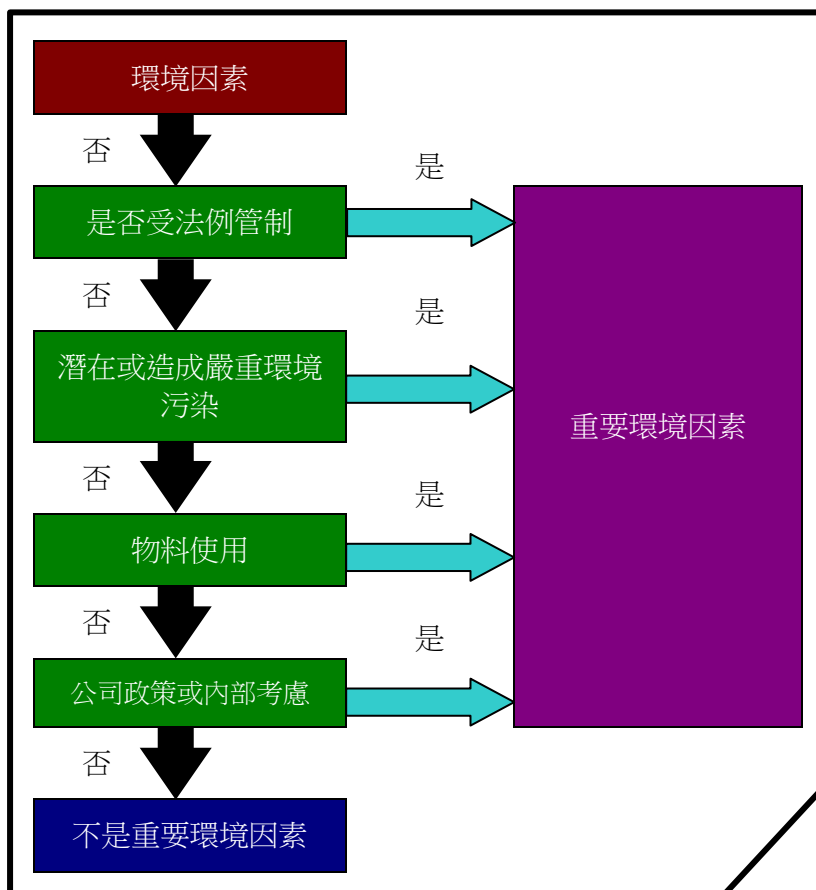 環境因素
否
是
是否受法例管制
否
是
潛在或造成嚴重環境
污染
重要環境因素
否
是
物料使用
否
是
公司政策或內部考慮
否
不是重要環境因素